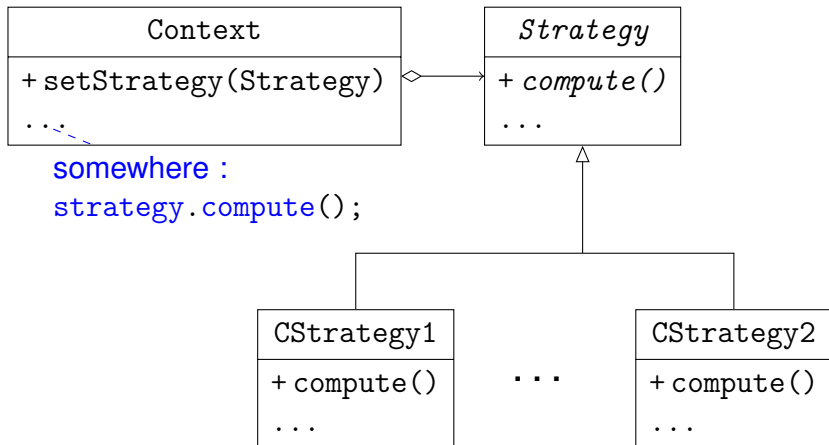 Context
+ setStrategy(Strategy)
...
Strategy
+ compute()
...
somewhere :
strategy.compute();
CStrategy1
+ compute()
...
...
CStrategy2
+ compute()
...